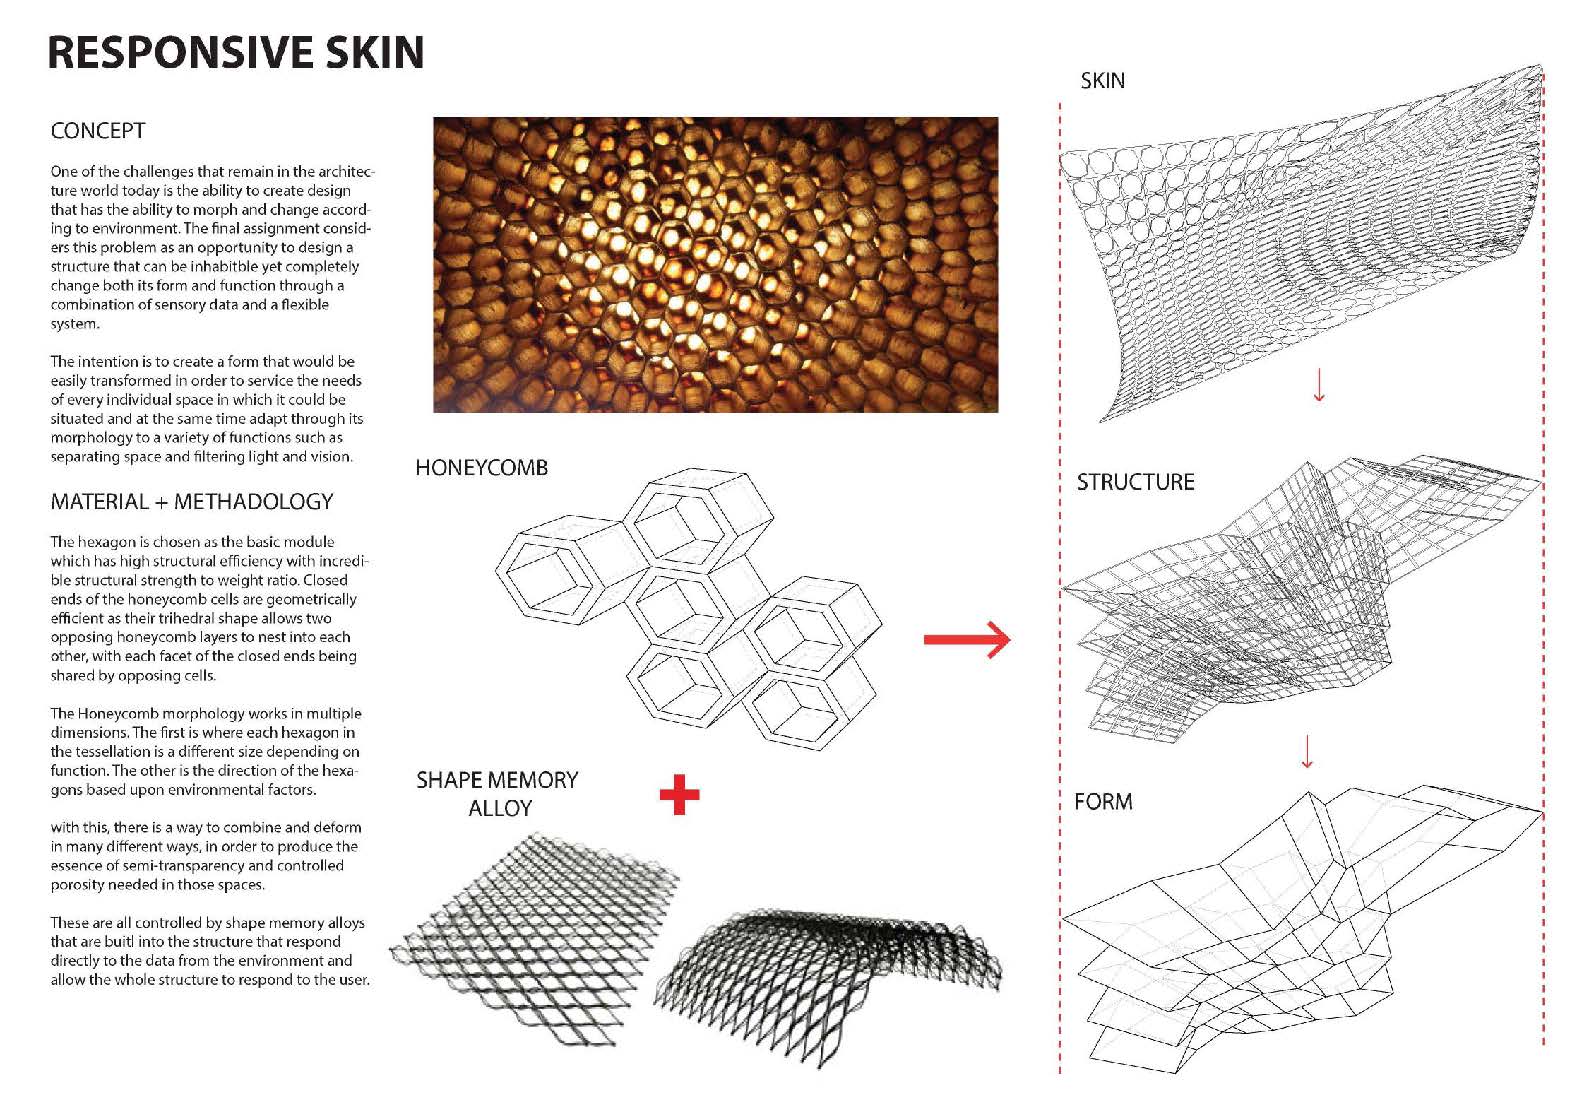 RESPONSIVE SKIN
CONCEPT
One of the challenges that remain in the architec-
ture world today is the ability to create design
that has the ability to morph and change accord-
ing to environment. The final assignment consid-
ers this problem as an opportunity to design a
structure that can be inhabitble yet completely
change both its form and function through a
combination of sensory data and a flexible
system.
The intention is to create a form that would be
easily transformed in order to service the needs
of every individual space in which it could be
situated and at the same time adapt through its
morphology to a variety of functions such as
separating space and filtering light and vision.
MATERIAL + METHADOLOGY
The hexagon is chosen as the basic module
which has high structural efficiency with incredi-
ble structural strength to weight ratio. Closed
ends of the honeycomb cells are geometrically
efficient as their trihedral shape allows two
opposing honeycomb layers to nest into each
other, with each facet of the closed ends being
shared by opposing cells.
The Honeycomb morphology works in multiple
dimensions. The first is where each hexagon in
the tessellation is a different size depending on
function. The other is the direction of the hexa-
gons based upon environmental factors.
with this, there is a way to combine and deform
in many different ways, in order to produce the
essence of semi-transparency and controlled
porosity needed in those spaces.
These are all controlled by shape memory alloys
that are buitl into the structure that respond
directly to the data from the environment and
allow the whole structure to respond to the user.
HONEYCOMB
SHAPE MEMORY
ALLOY
SKIN
STRUCTURE
FORM